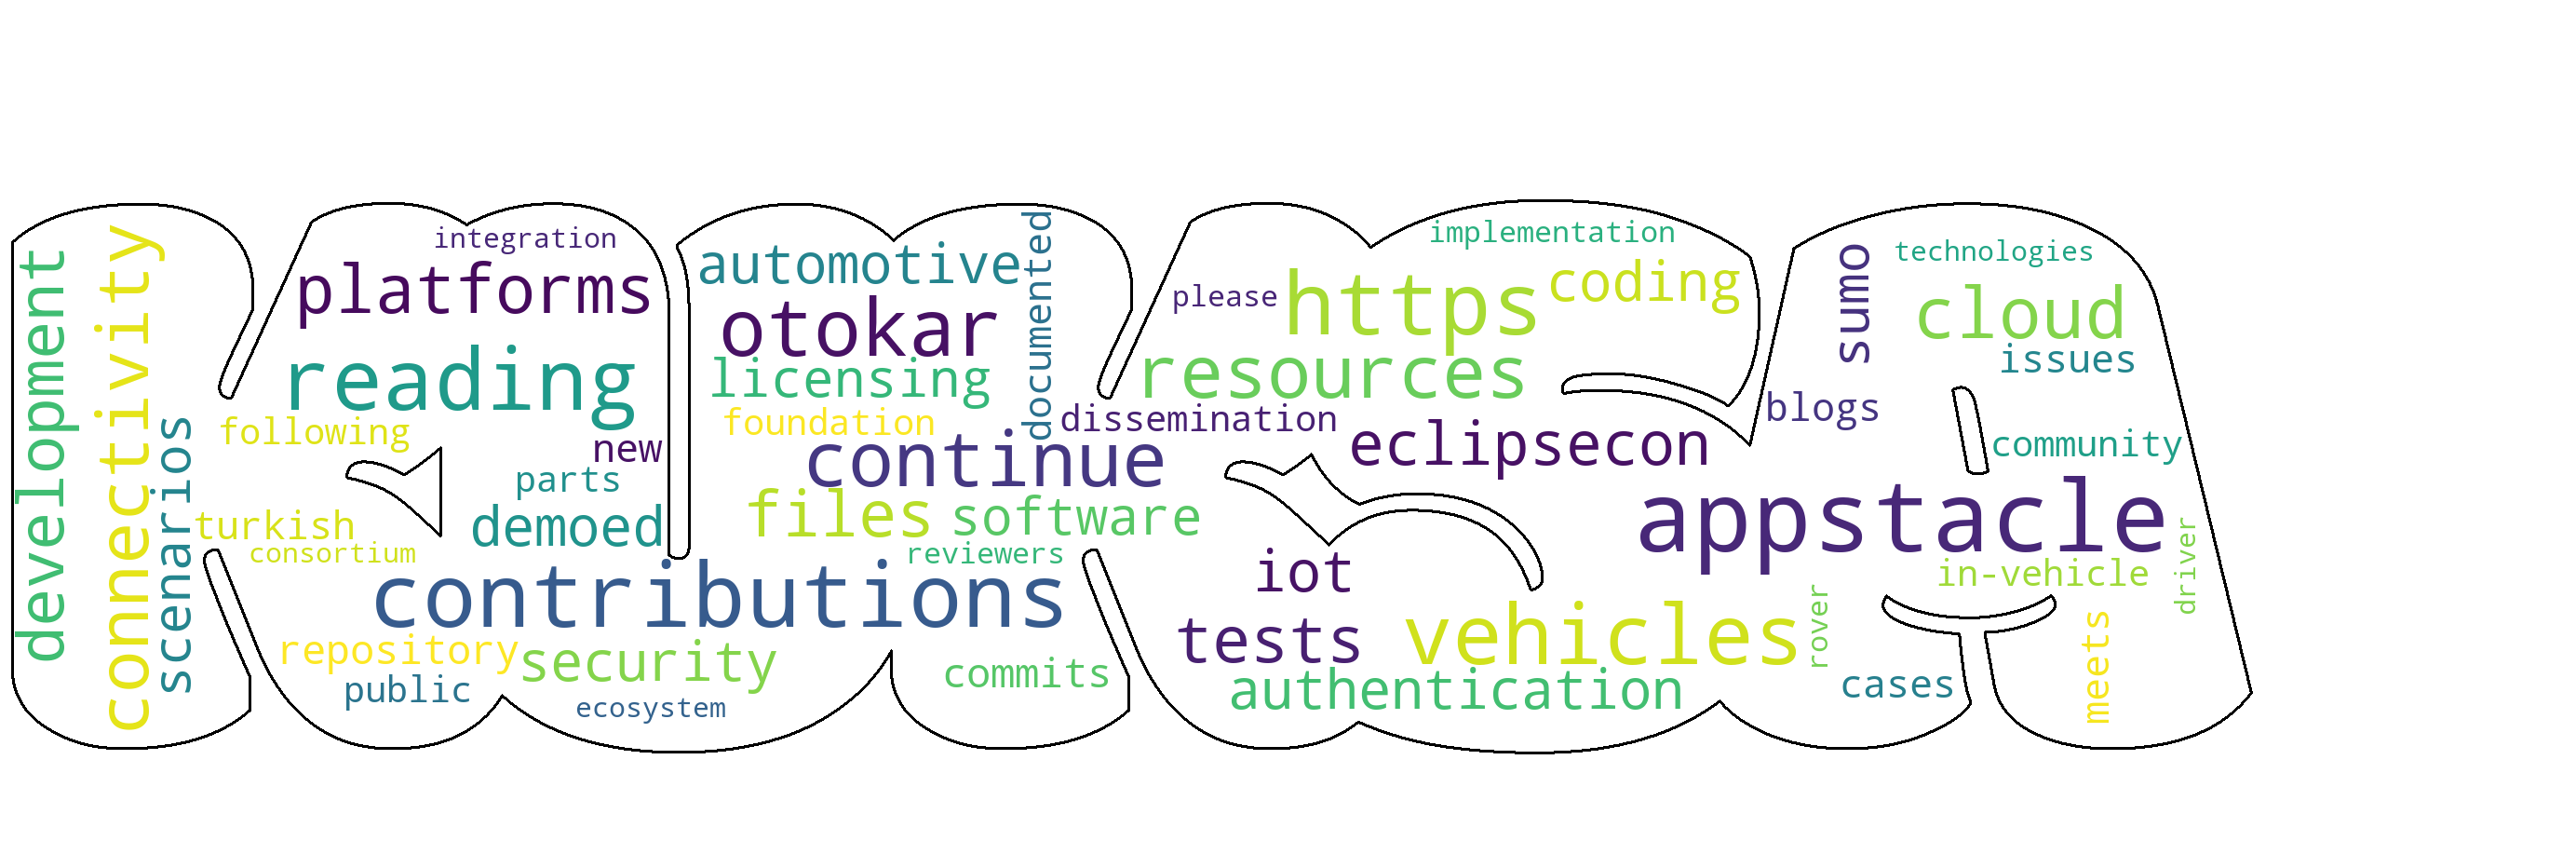 development
connectivity
scenarios
integration
platforms
reading
following
new
parts
turkish
demoed
consortium
contributions
repository
security
public
ecosystem
automotive
documented
otokar
licensing
foundation
continue
files
software
reviewers
commits
implementation
please
https
coding
resources
dissemination
eclipsecon
iot
tests
vehicles
authentication
rover
sumo
technologies
cloud
issues
blogs
community
appstacle
in-vehicle
driver
cases
meets